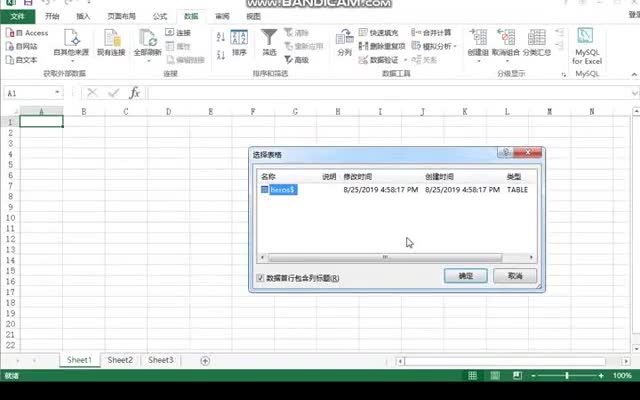 www.BANDICAM.COM
文件 开始 插入 页面布局 公式 数据 审阅 视图 登录
自 Access
自网站
自文本
自其他来源 现有连接
获取外部数据
全部刷新
连接
属性
编辑链接
连接
排序 筛选
清除
重新应用
高级
排序和筛选
分列
快速填充
删除重复项
数据验证
合并计算
模拟分析
关系
数据工具
创建组 取消组合 分类汇总
分级显示
MySQL
for Excel
MySQL
A1 fx
A B C D E F G H I J K L M N
1
2
3
4
5
6
7
8
9
10
11
12
13
14
15
16
17
18
19
20
21
22
选择表格
名称 说明 修改时间 创建时间 类型
heros$ 8/25/2019 4:58:17 PM 8/25/2019 4:58:17 PM TABLE
数据首行包含列标题(R)
确定 取消
Sheet1 Sheet2 Sheet3
就绪 100%